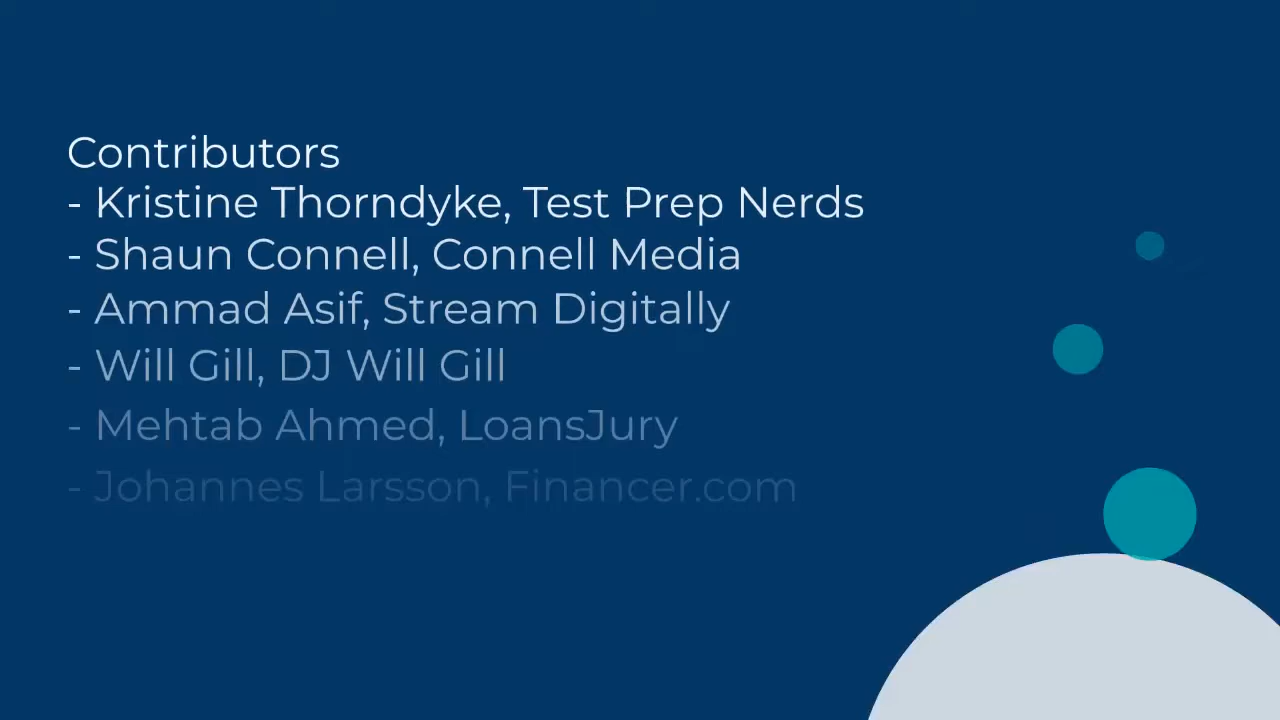 Contributors
- Kristine Thorndyke, Test Prep Nerds
- Shaun Connell, Connell Media
- Ammad Asif, Stream Digitally
- Will Gill, DJ Will Gill
- Mehtab Ahmed, LoansJury
- Johannes Larsson, Financer.com